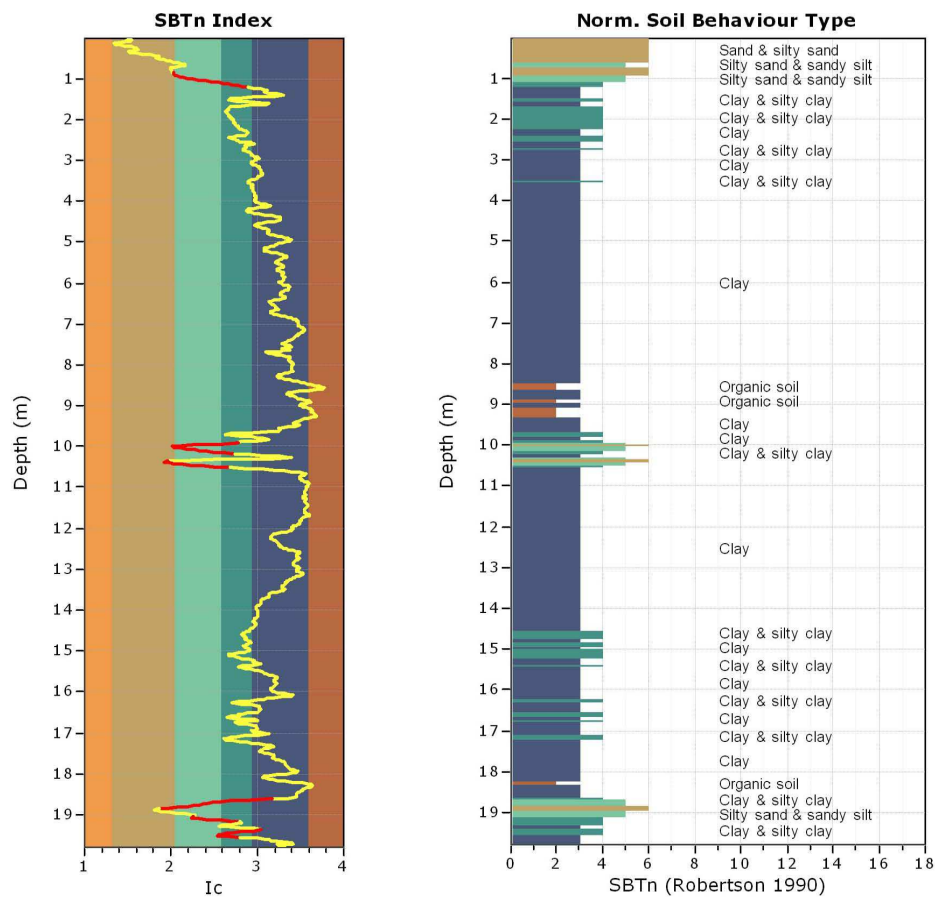 SBTn Index
1
2
3
4
5
6
7
8
9
10
11
12
13
14
15
16
17
18
19
Depth (m)
1
2
3
4
Ic
Norm. Soil Behaviour Type
Sand & silty sand
Silty sand & sandy silt
Silty sand & sandy silt
Clay & silty clay
Clay & silty clay
Clay
Clay & silty clay
Clay
Clay & silty clay
Clay
Organic soil
Organic soil
Clay
Clay
Clay & silty clay
Clay
Clay & silty clay
Clay
Clay & silty clay
Clay
Clay & silty clay
Clay
Clay & silty clay
Clay
Organic soil
Clay & silty clay
Silty sand & sandy silt
Clay & silty clay
1
2
3
4
5
6
7
8
9
10
11
12
13
14
15
16
17
18
19
Depth (m)
0
2
4
6
8
10
12
14
16
18
SBTn (Robertson 1990)